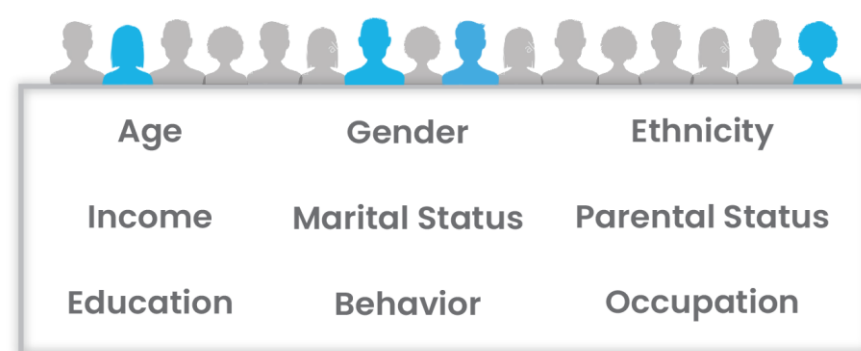 Age Gender Ethnicity
Income Marital Status Parental Status
Education Behavior Occupation